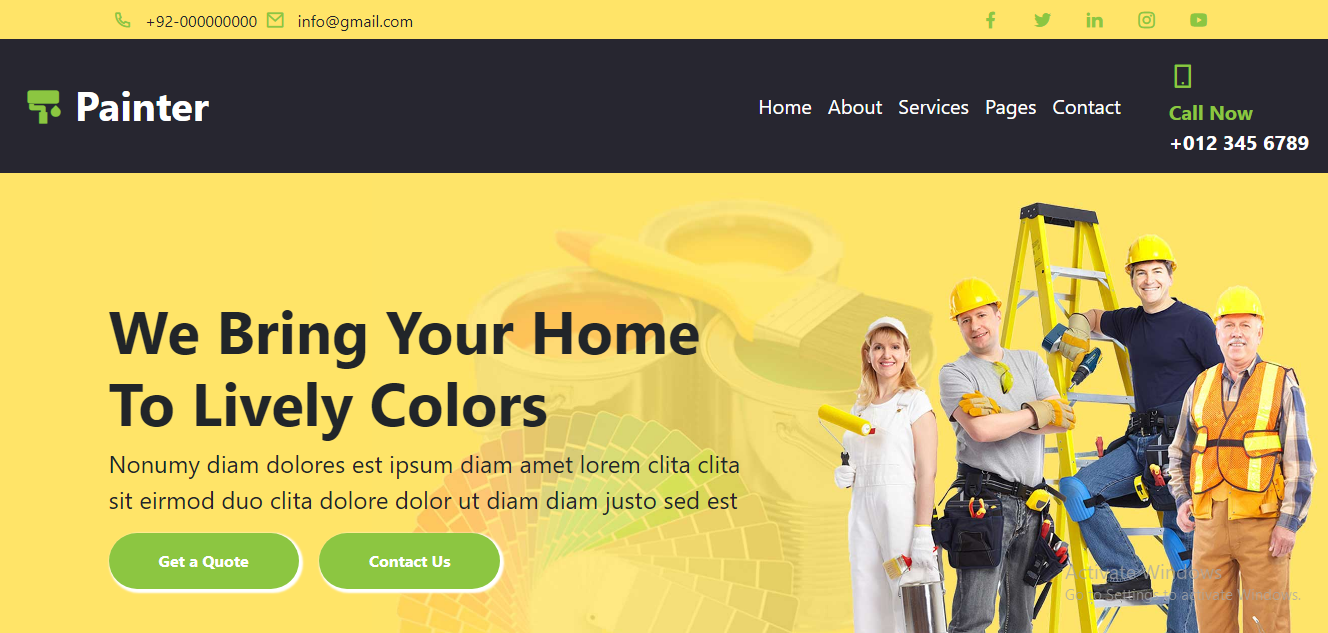 +92-000000000 info@gmail.com
Painter
Home About Services Pages Contact
Call Now
+012 345 6789
We Bring Your Home
To Lively Colors
Nonumy diam dolores est ipsum diam amet lorem clita clita
sit eirmod duo clita dolore dolor ut diam diam justo sed est
Get a Quote Contact Us
Activate Windows
Go to Settings to activate Windows.